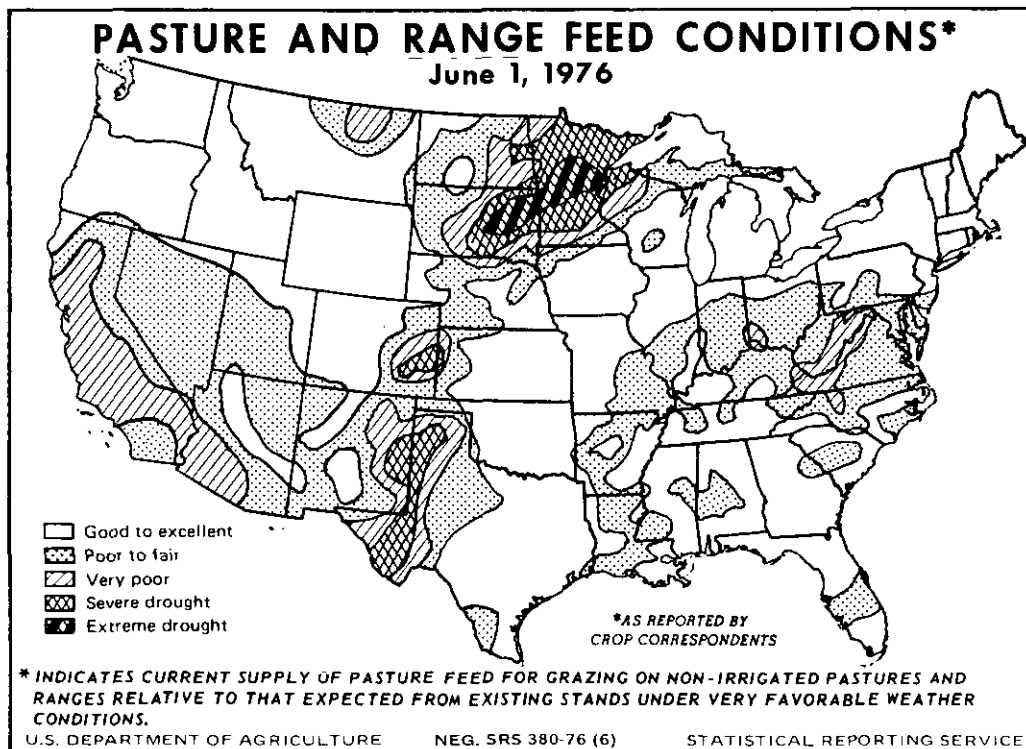 PASTURE AND RANGE FEED CONDITIONS*
June 1, 1976
Good to excellent
Poor to fair
Very poor
Severe drought
Extreme drought
*AS REPORTED BY
CROP CORRESPONDENTS
* INDICATES CURRENT SUPPLY OF PASTURE FEED FOR GRAZING ON NON-IRRIGATED PASTURES AND
RANGES RELATIVE TO THAT EXPECTED FROM EXISTING STANDS UNDER VERY FAVORABLE WEATHER
CONDITIONS.
U.S. DEPARTMENT OF AGRICULTURE NEG. SRS 380-76 (6) STATISTICAL REPORTING SERVICE